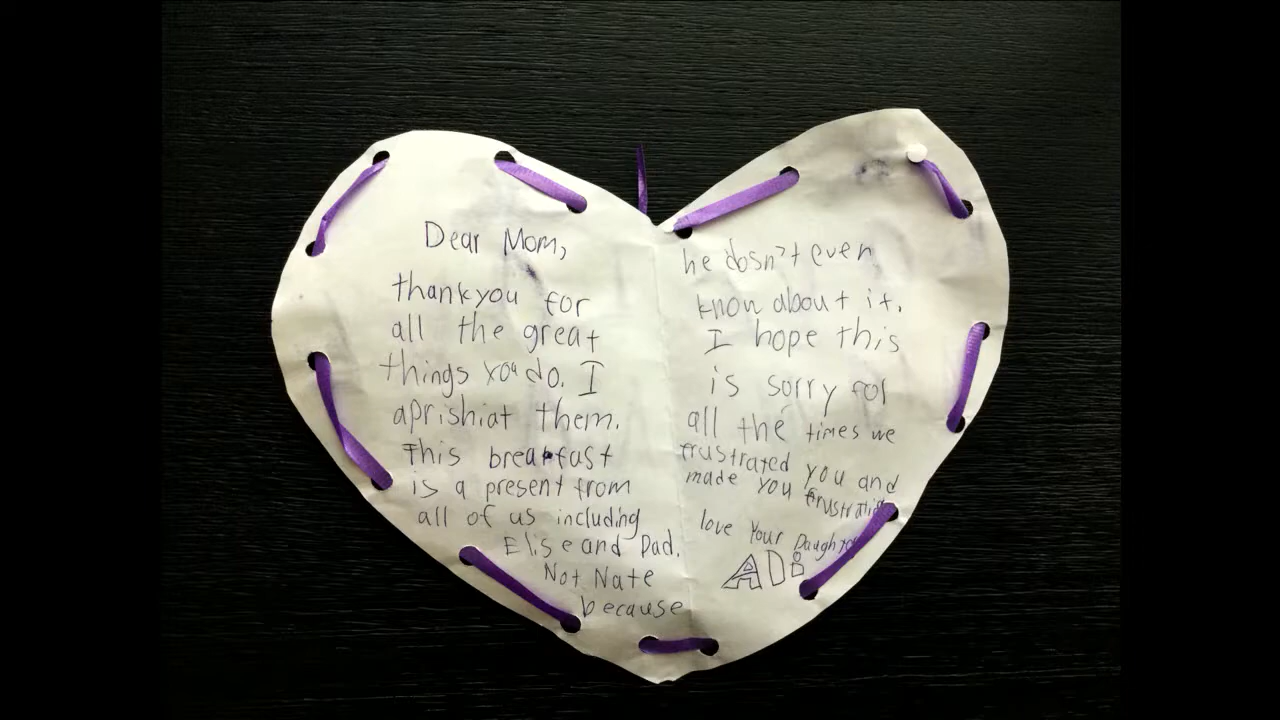 Dear Mom,
thankyou for
all the great
things you do. I
aprishiat them.
This breakfast
is a present from
all of us including
Elise and Dad.
Not Nate
because
he dosn't even
know about it.
I hope this
is sorry for
all the times we
frustrated you and
made you
love Your
ADi